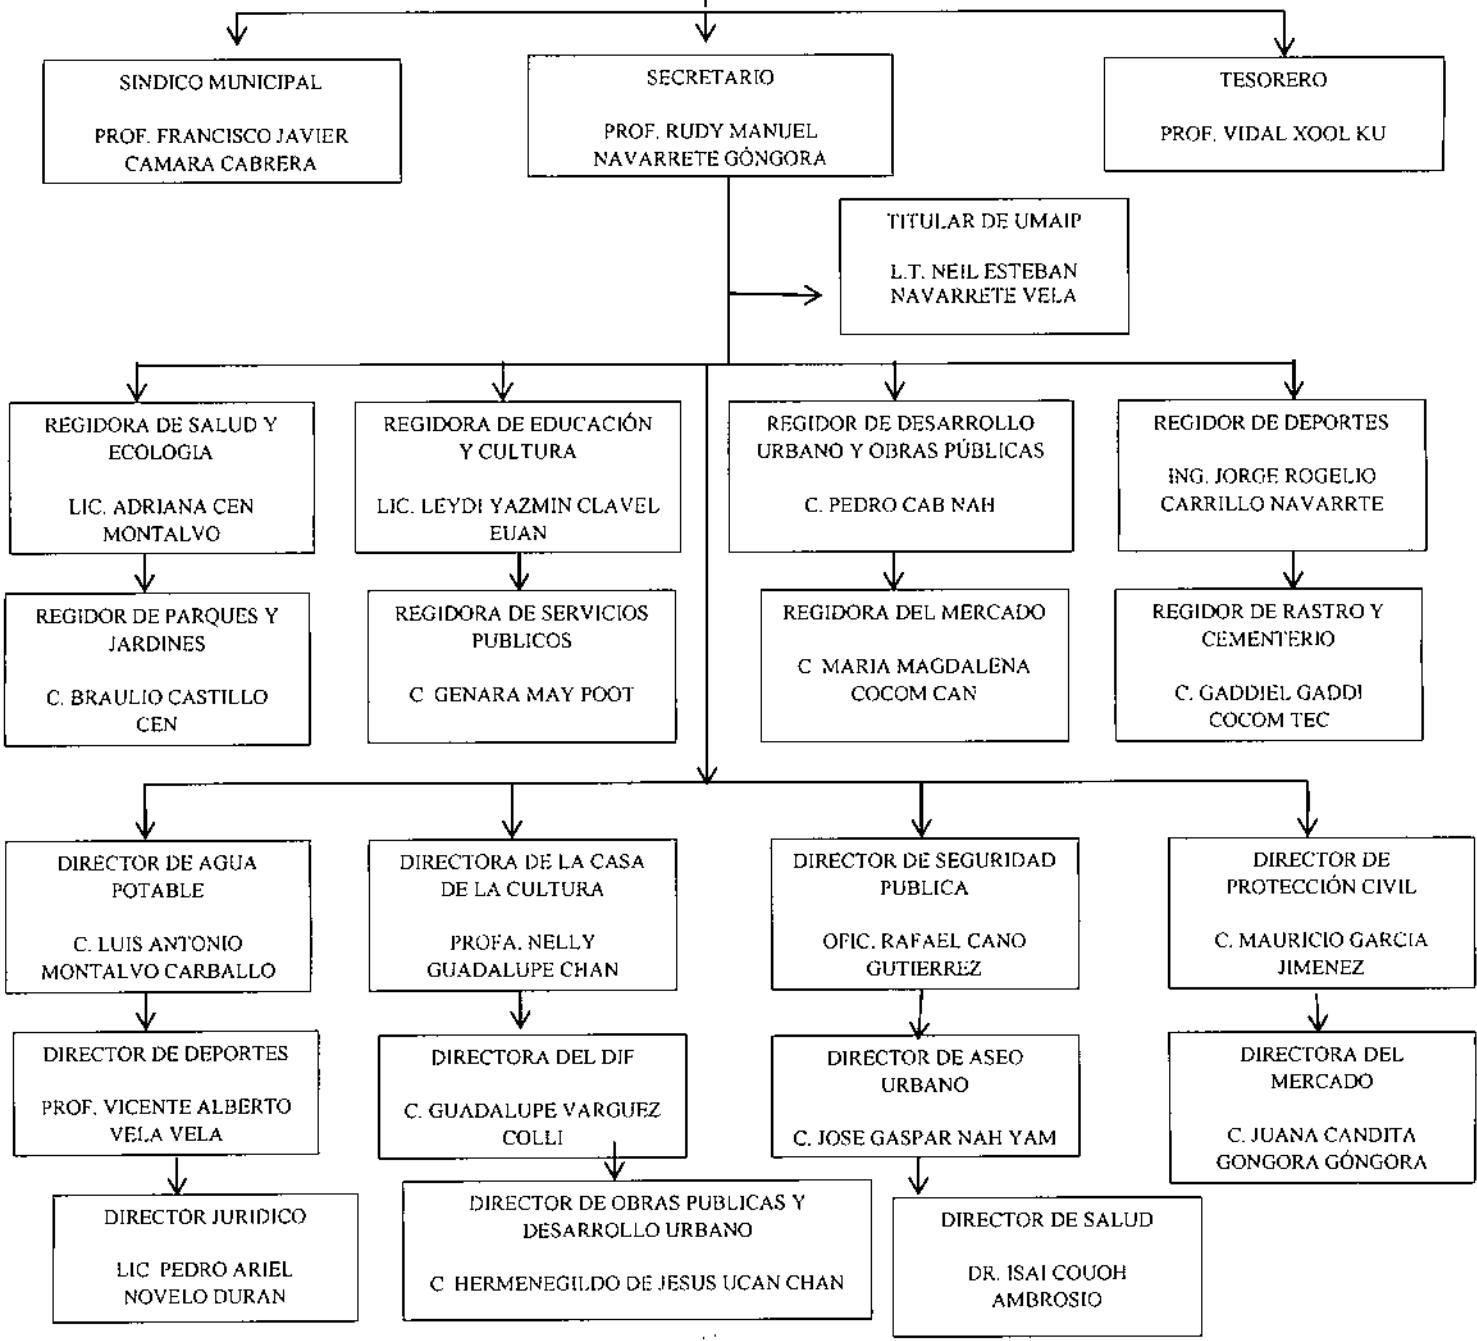 SINDICO MUNICIPAL
PROF. FRANCISCO JAVIER
CAMARA CABRERA
SECRETARIO
PROF. RUDY MANUEL
NAVARRETE GÓNGORA
TESORERO
PROF. VIDAL XOOL KU
TITULAR DE UMAIP
L.T. NEIL ESTEBAN
NAVARRETE VELA
REGIDORA DE SALUD Y
ECOLOGIA
LIC. ADRIANA CEN
MONTALVO
REGIDORA DE EDUCACIÓN
Y CULTURA
LIC. LEYDI YAZMIN CLAVEL
EUAN
REGIDOR DE DESARROLLO
URBANO Y OBRAS PÚBLICAS
C. PEDRO CAB NAH
REGIDOR DE DEPORTES
ING. JORGE ROGELIO
CARRILLO NAVARRTE
REGIDOR DE PARQUES Y
JARDINES
C. BRAULIO CASTILLO
CEN
REGIDORA DE SERVICIOS
PUBLICOS
C GENARA MAY POOT
REGIDORA DEL MERCADO
C MARIA MAGDALENA
COCOM CAN
REGIDOR DE RASTRO Y
CEMENTERIO
C. GADDIEL GADDI
COCOM TEC
DIRECTOR DE AGUA
POTABLE
C. LUIS ANTONIO
MONTALVO CARBALLO
DIRECTORA DE LA CASA
DE LA CULTURA
PROFA. NELLY
GUADALUPE CHAN
DIRECTOR DE SEGURIDAD
PUBLICA
OFIC. RAFAEL CANO
GUTIERREZ
DIRECTOR DE
PROTECCIÓN CIVIL
C. MAURICIO GARCIA
JIMENEZ
DIRECTOR DE DEPORTES
PROF. VICENTE ALBERTO
VELA VELA
DIRECTORA DEL DIF
C. GUADALUPE VARGUEZ
COLLI
DIRECTOR DE ASEO
URBANO
C. JOSE GASPAR NAH YAM
DIRECTORA DEL
MERCADO
C. JUANA CANDITA
GONGORA GÓNGORA
DIRECTOR JURIDICO
LIC PEDRO ARIEL
NOVELO DURAN
DIRECTOR DE OBRAS PUBLICAS Y
DESARROLLO URBANO
C HERMENEGILDO DE JESUS UCAN CHAN
DIRECTOR DE SALUD
DR. ISAI COUOH
AMBROSIO